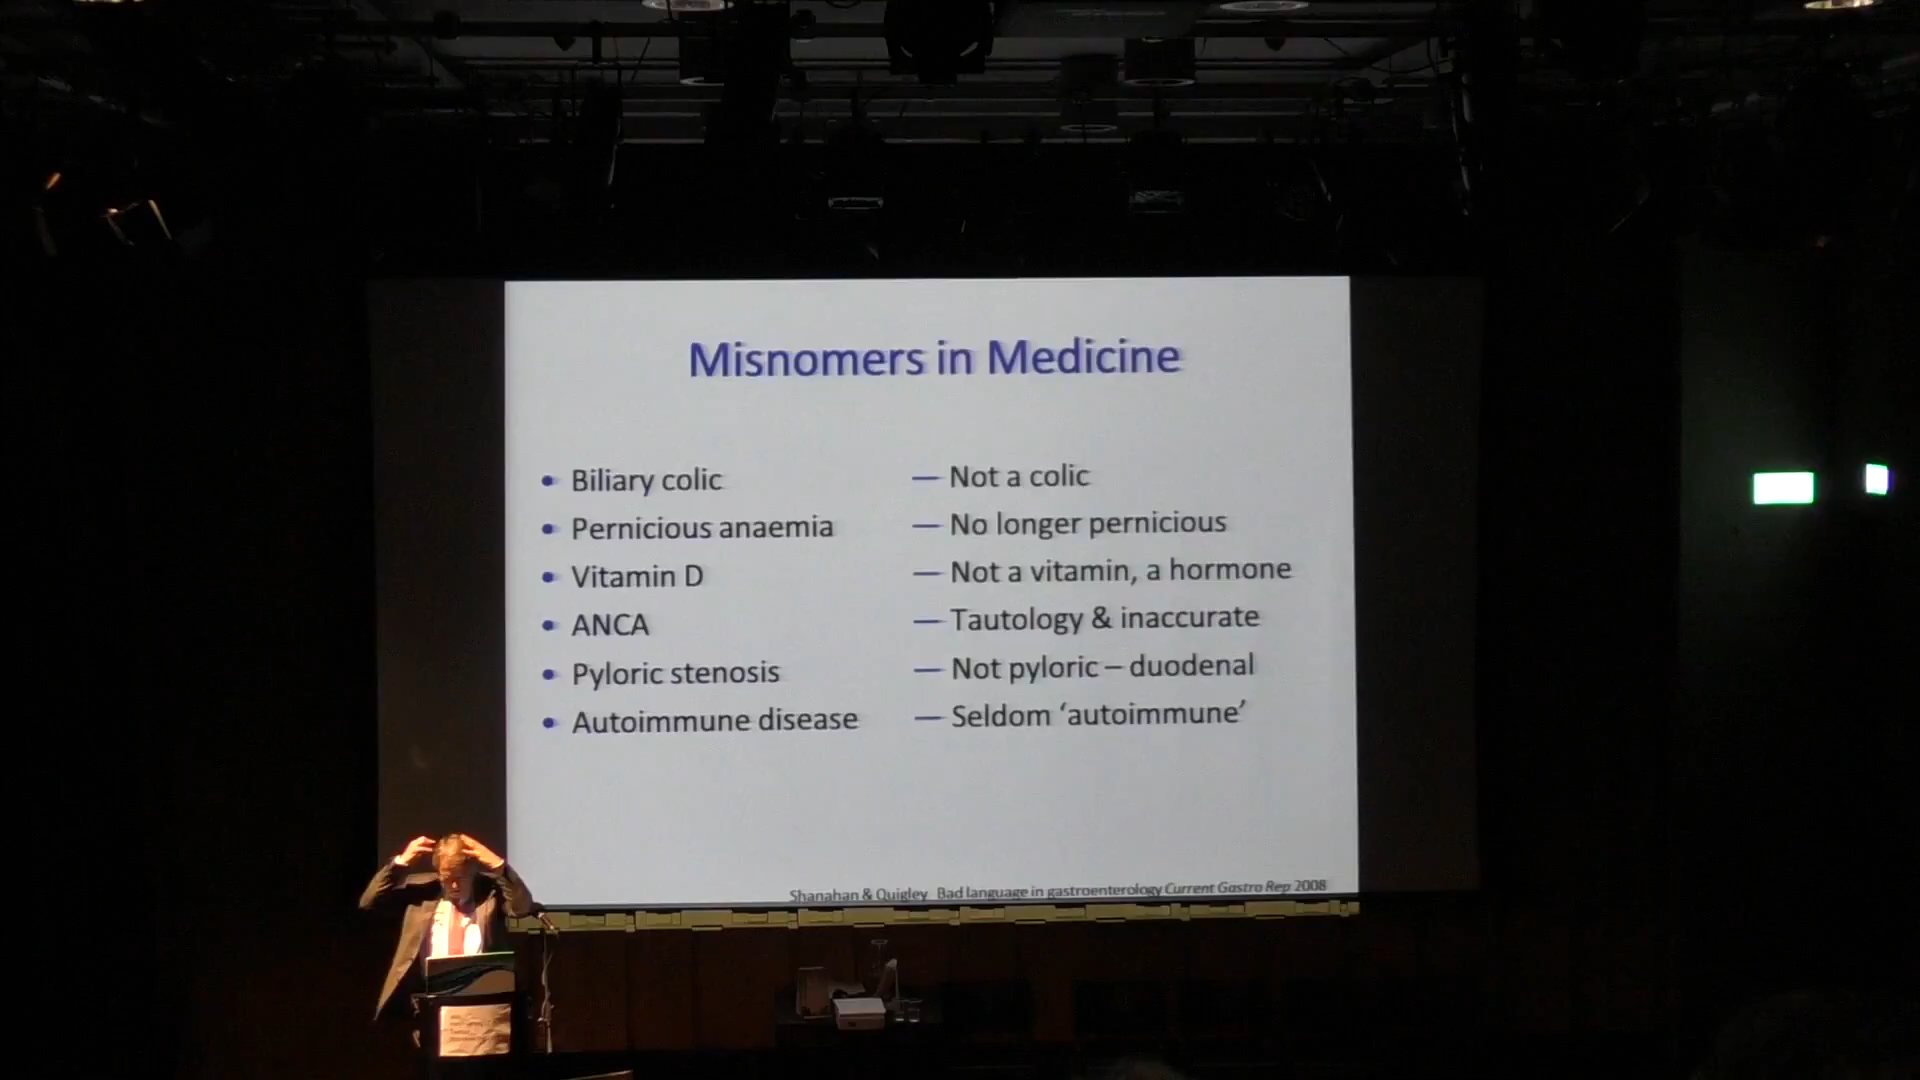 Misnomers in Medicine
• Biliary colic — Not a colic
• Pernicious anaemia — No longer pernicious
• Vitamin D — Not a vitamin, a hormone
• ANCA — Tautology & inaccurate
• Pyloric stenosis — Not pyloric – duodenal
• Autoimmune disease — Seldom ‘autoimmune’
Shanahan & Quigley Bad language in gastroenterology Current Gastro Rep 2008